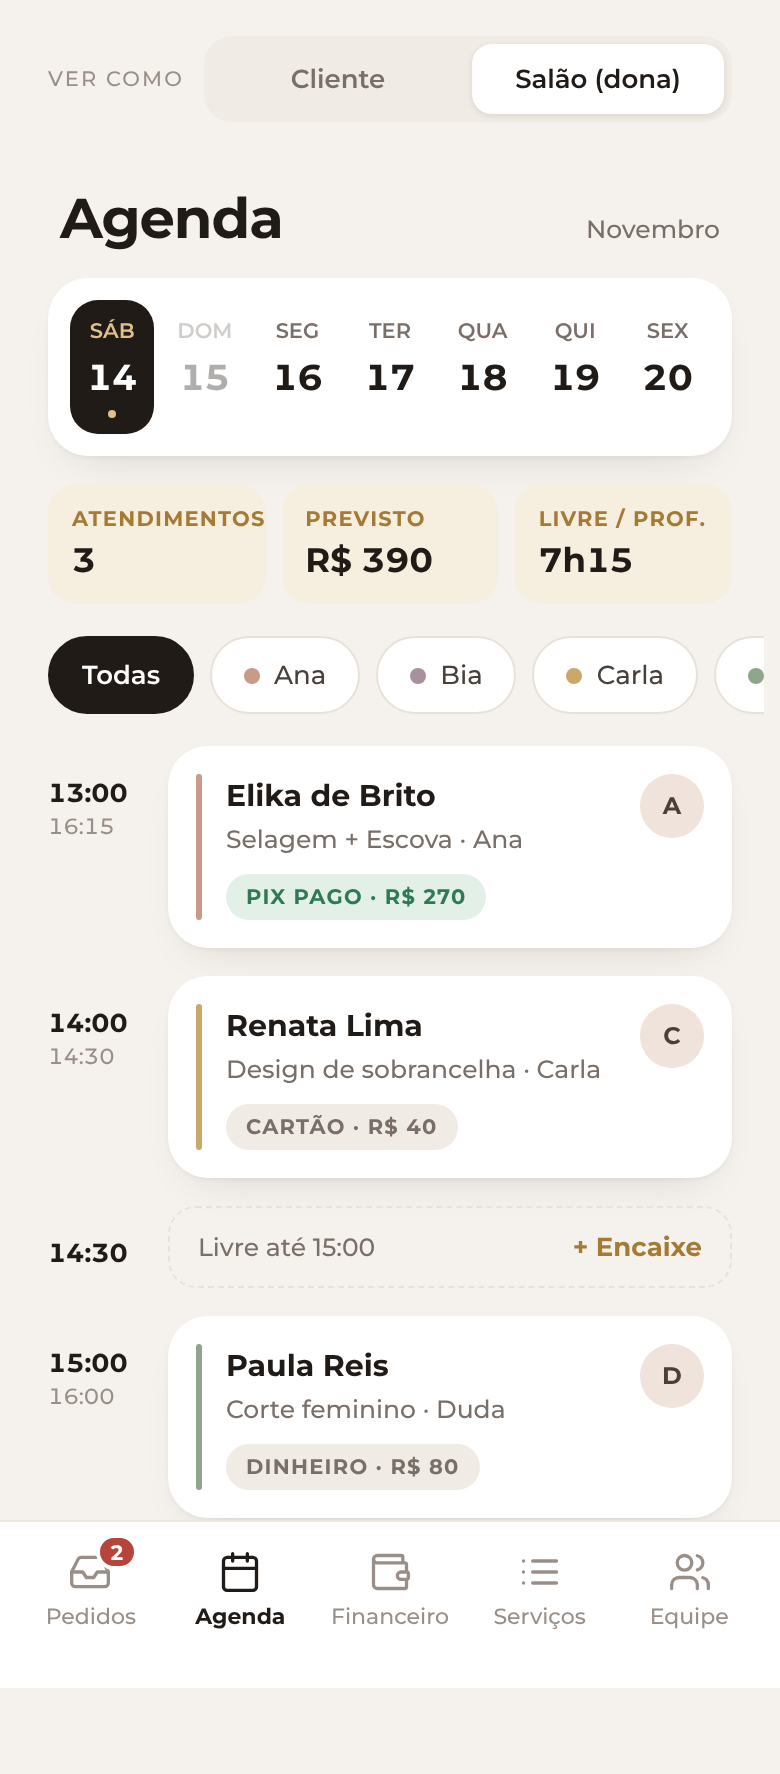 VER COMO
Cliente
Salão (dona)
Agenda
Novembro
SÁB DOM SEG TER QUA QUI SEX
14 15 16 17 18 19 20
ATENDIMENTOS
3
PREVISTO
R$ 390
LIVRE / PROF.
7h15
Todas
Ana
Bia
Carla
13:00
16:15
Elika de Brito
Selagem + Escova · Ana
PIX PAGO · R$ 270
A
14:00
14:30
Renata Lima
Design de sobrancelha · Carla
CARTÃO · R$ 40
C
14:30
Livre até 15:00
+ Encaixe
15:00
16:00
Paula Reis
Corte feminino · Duda
DINHEIRO · R$ 80
D
2
Pedidos
Agenda
Financeiro
Serviços
Equipe